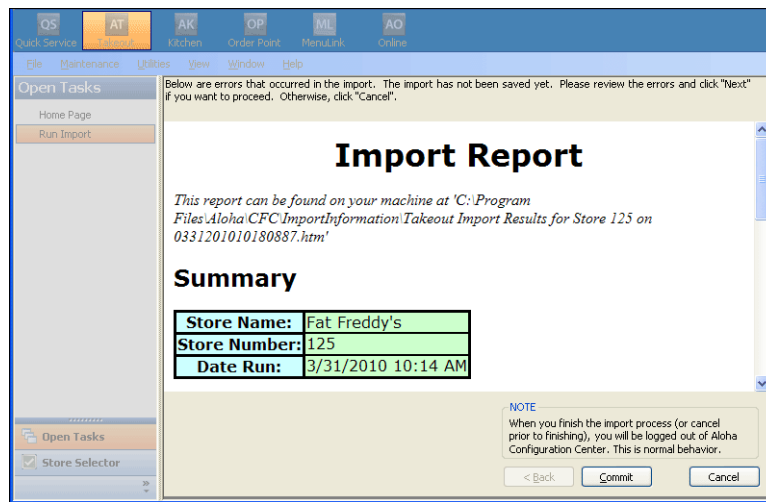 QS AT AK OP ML AO
Quick Service Takeout Kitchen Order Point MenuLink Online
File Maintenance Utilities View Window Help
Open Tasks
Home Page
Run Import
Below are errors that occurred in the import. The import has not been saved yet. Please review the errors and click "Next"
if you want to proceed. Otherwise, click "Cancel".
Import Report
This report can be found on your machine at 'C:\Program
Files\Aloha\CFC\ImportInformation\Takeout Import Results for Store 125 on
0331201010180887.htm'
Summary
Store Name: Fat Freddy's
Store Number: 125
Date Run: 3/31/2010 10:14 AM
Open Tasks
Store Selector
NOTE
When you finish the import process (or cancel
prior to finishing), you will be logged out of Aloha
Configuration Center. This is normal behavior.
< Back Commit Cancel